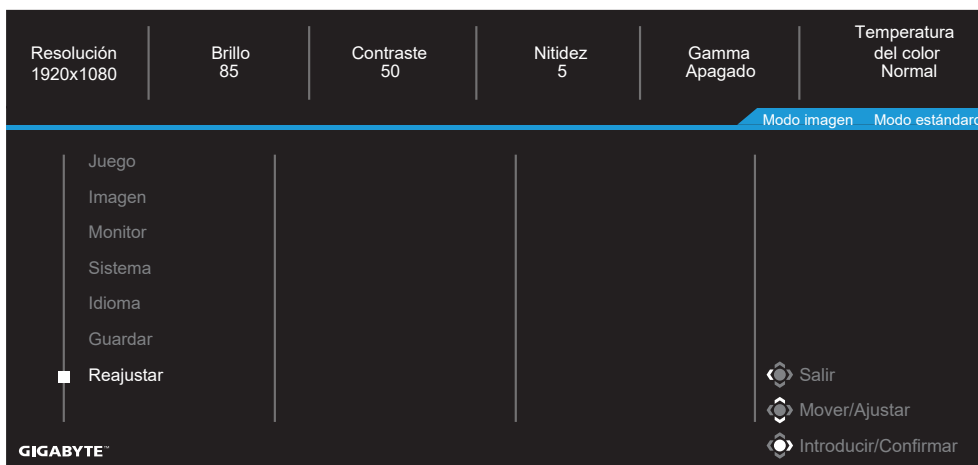 Resolución
1920x1080
Brillo
85
Contraste
50
Nitidez
5
Gamma
Apagado
Temperatura
del color
Normal
Modo imagen Modo estándar
Juego
Imagen
Monitor
Sistema
Idioma
Guardar
Reajustar
Salir
Mover/Ajustar
Introducir/Confirmar
GIGABYTE™